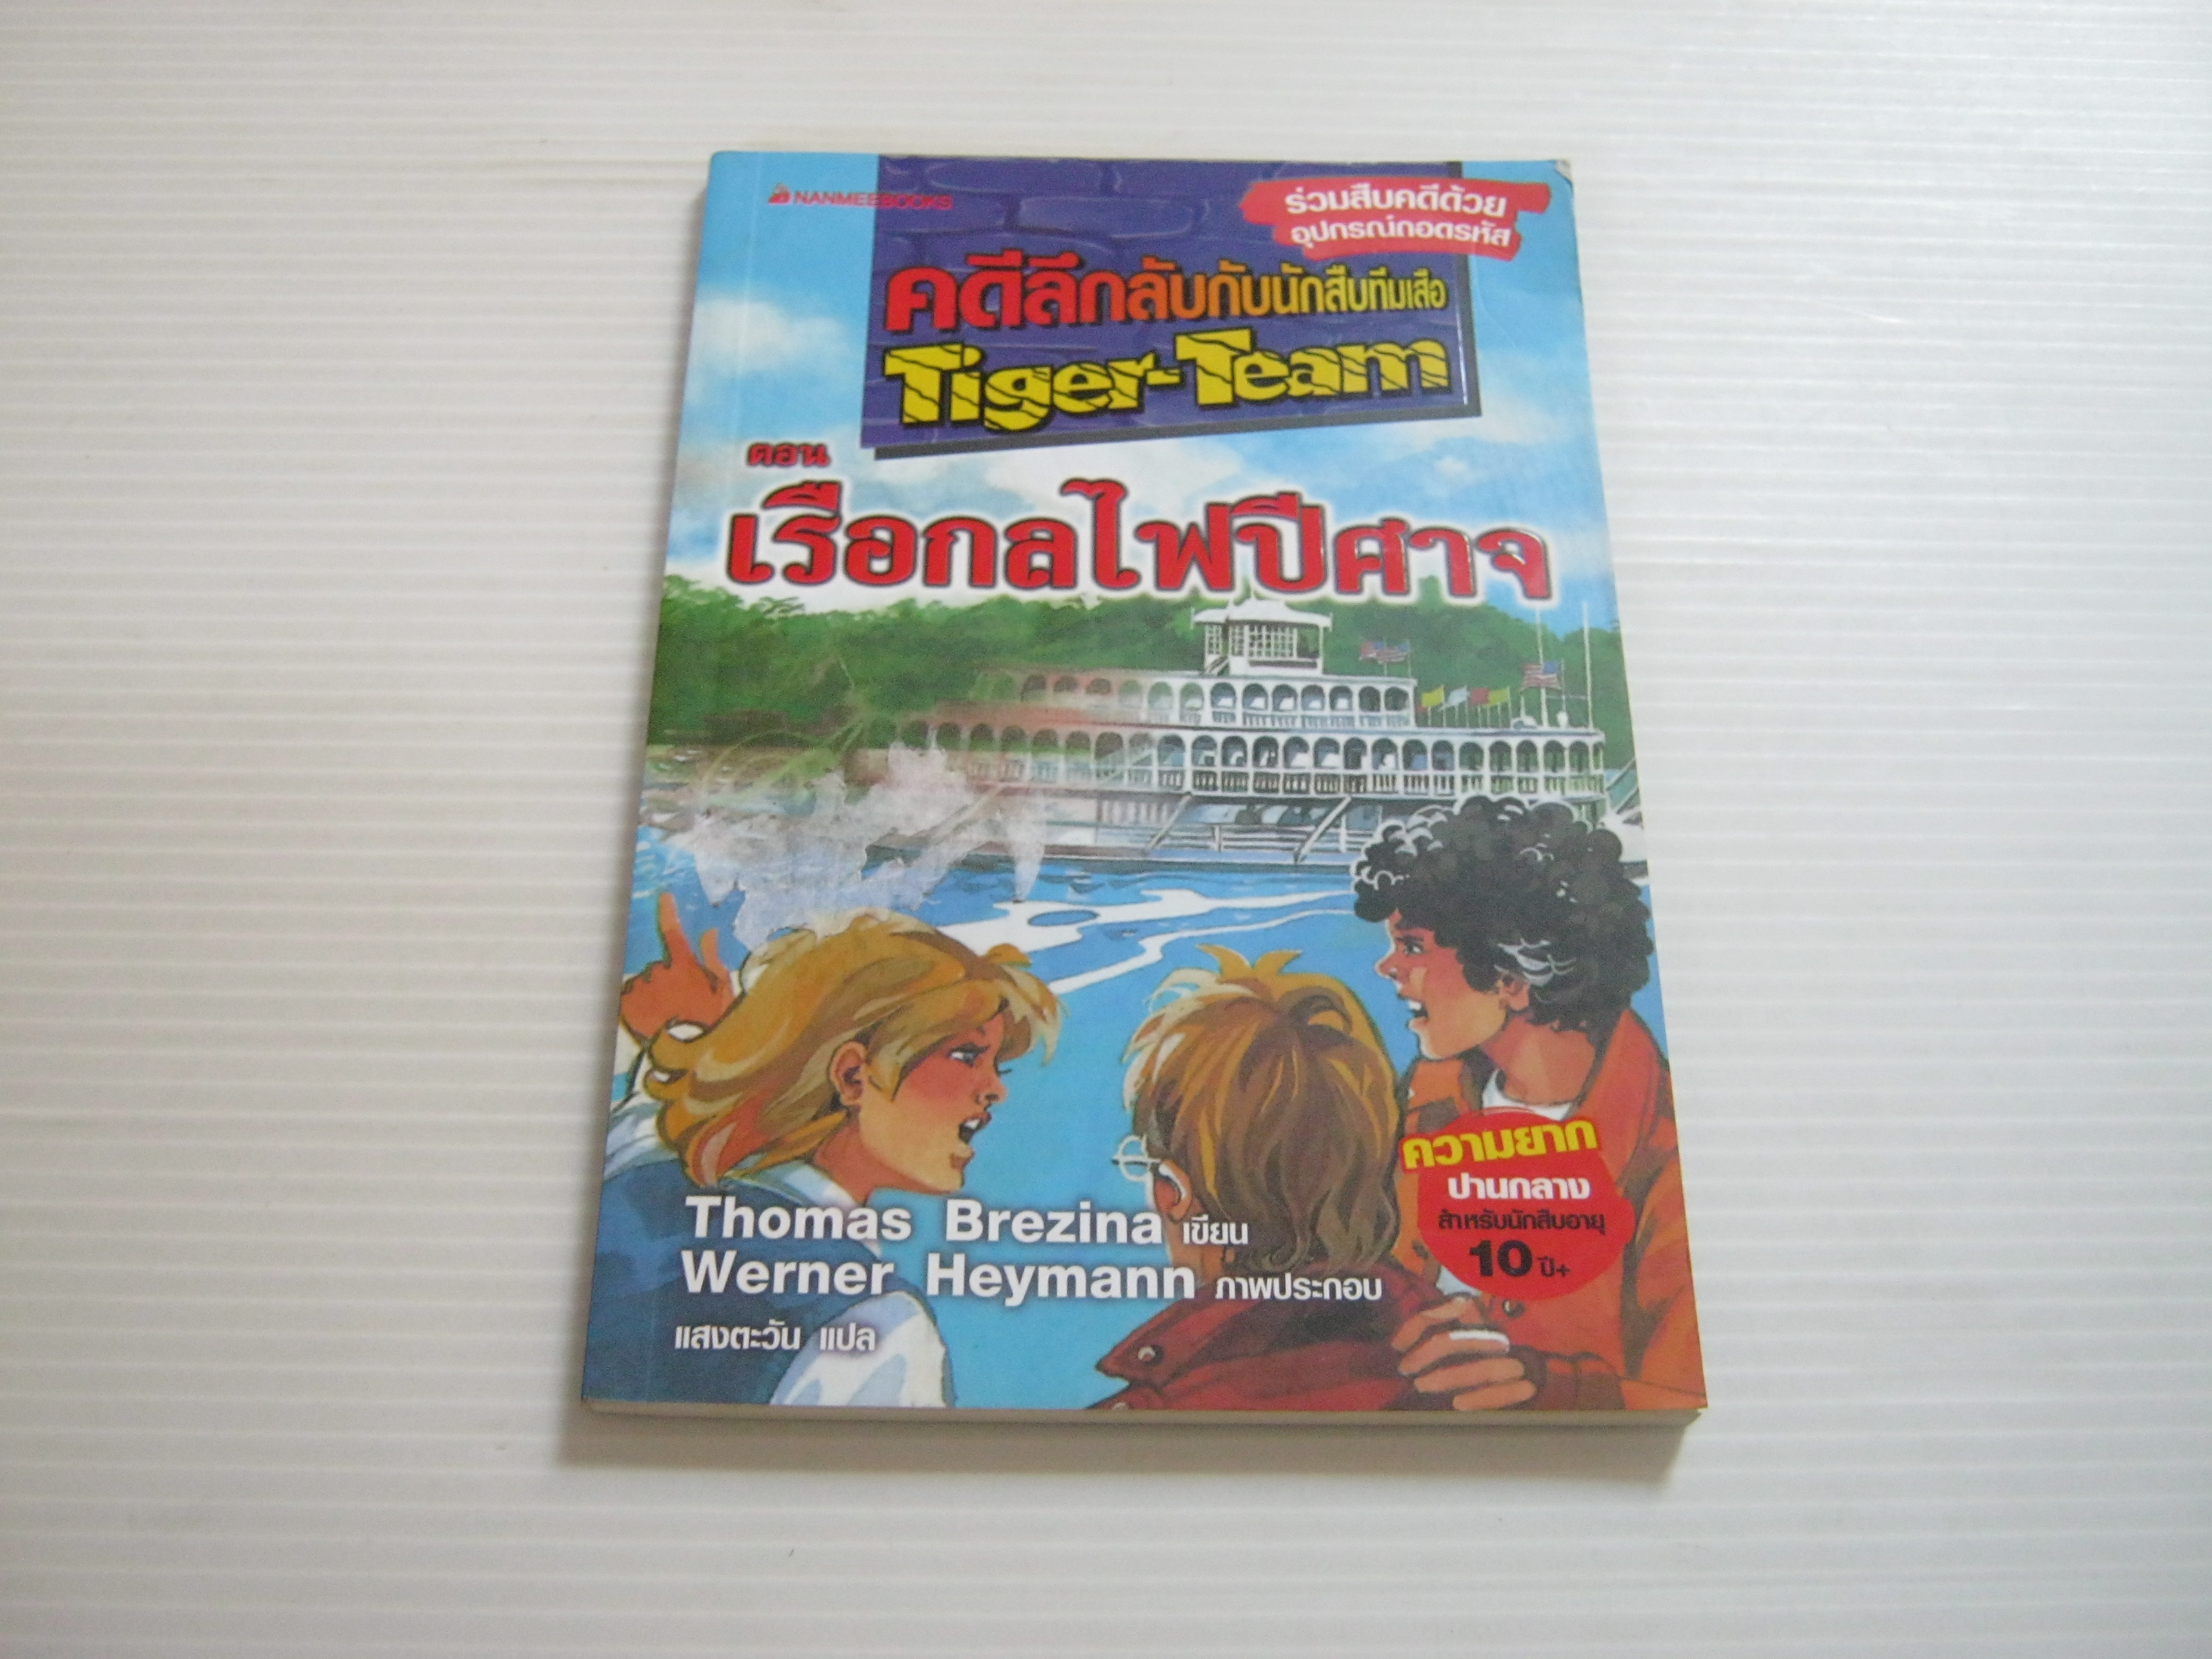 NANMEEBOOKS
ร่วมสืบคดีด้วย
อุปกรณ์ถอดรหัส
คดีลึกลับกับนักสืบทีมเสือ
Tiger-Team
ตอน
เรือกลไฟปีศาจ
ความยาก
ปานกลาง
สำหรับนักสืบอายุ
10 ปี+
Thomas Brezina เขียน
Werner Heymann ภาพประกอบ
แสงตะวัน แปล